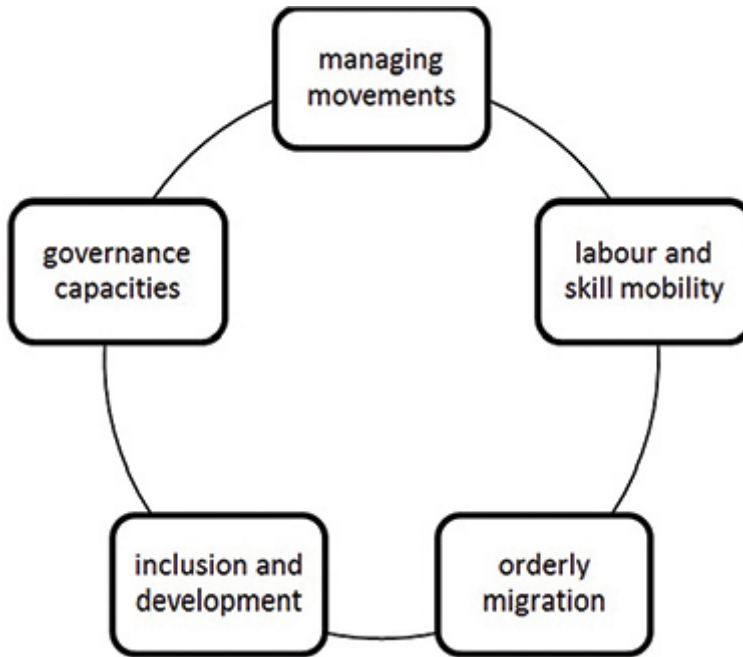 managing
movements
labour and
skill mobility
orderly
migration
inclusion and
development
governance
capacities